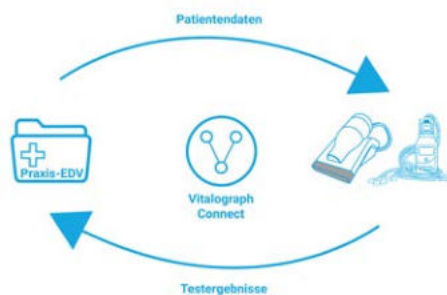 Patientendaten
Praxis-EDV
Vitalograph
Connect
Testergebnisse